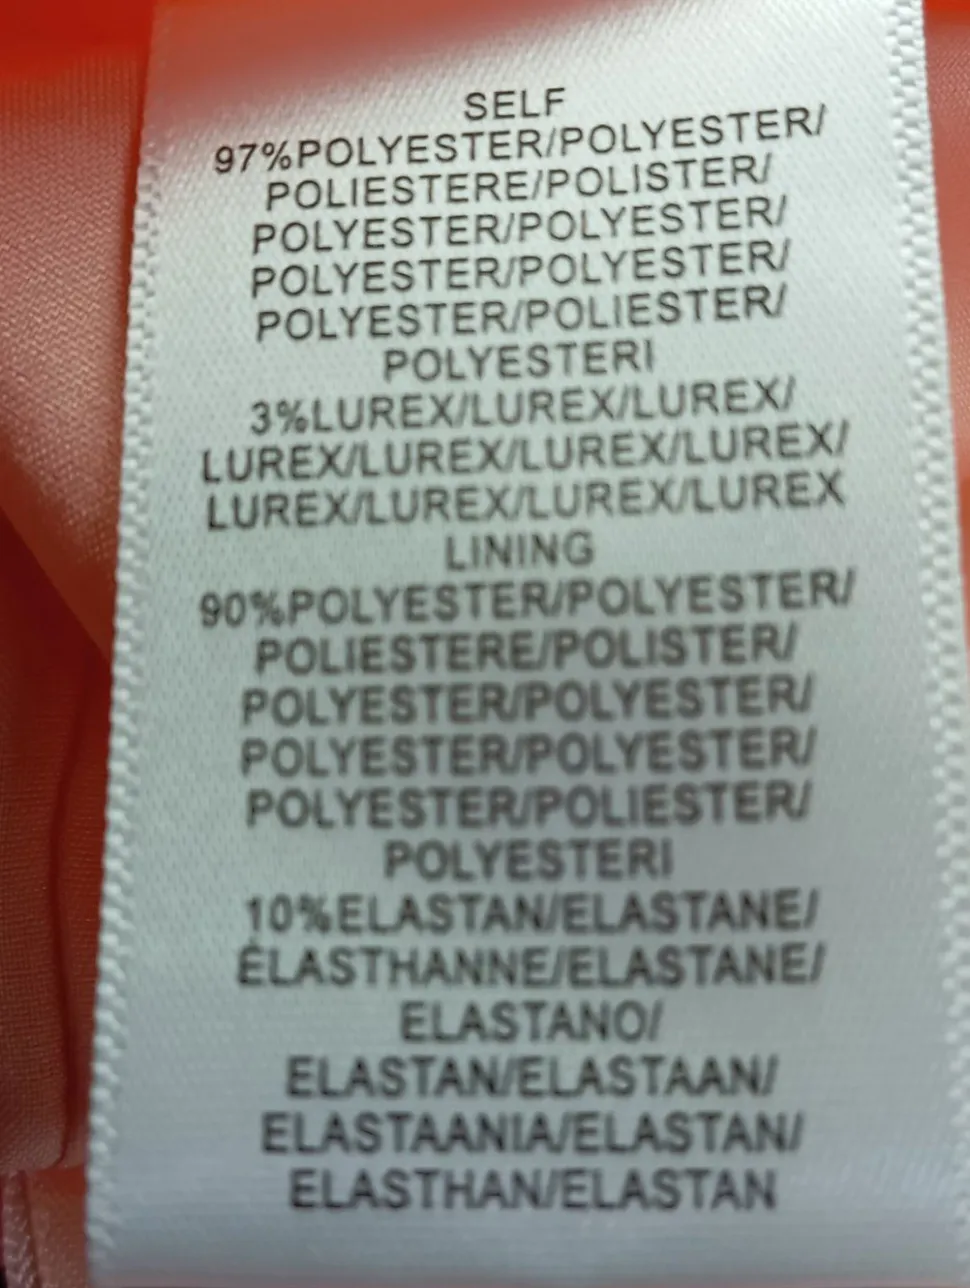 SELF
97%POLYESTER/POLYESTER/
POLIESTERE/POLISTER/
POLYESTER/POLYESTER/
POLYESTER/POLYESTER/
POLYESTER/POLIESTER/
POLYESTERI
3%LUREX/LUREX/LUREX/
LUREX/LUREX/LUREX/LUREX/
LUREX/LUREX/LUREX/LUREX
LINING
90%POLYESTER/POLYESTER/
POLIESTERE/POLISTER/
POLYESTER/POLYESTER/
POLYESTER/POLYESTER/
POLYESTER/POLIESTER/
POLYESTERI
10%ELASTAN/ELASTANE/
ÉLASTHANNE/ELASTANE/
ELASTANO/
ELASTAN/ELASTAAN/
ELASTAANIA/ELASTAN/
ELASTHAN/ELASTAN